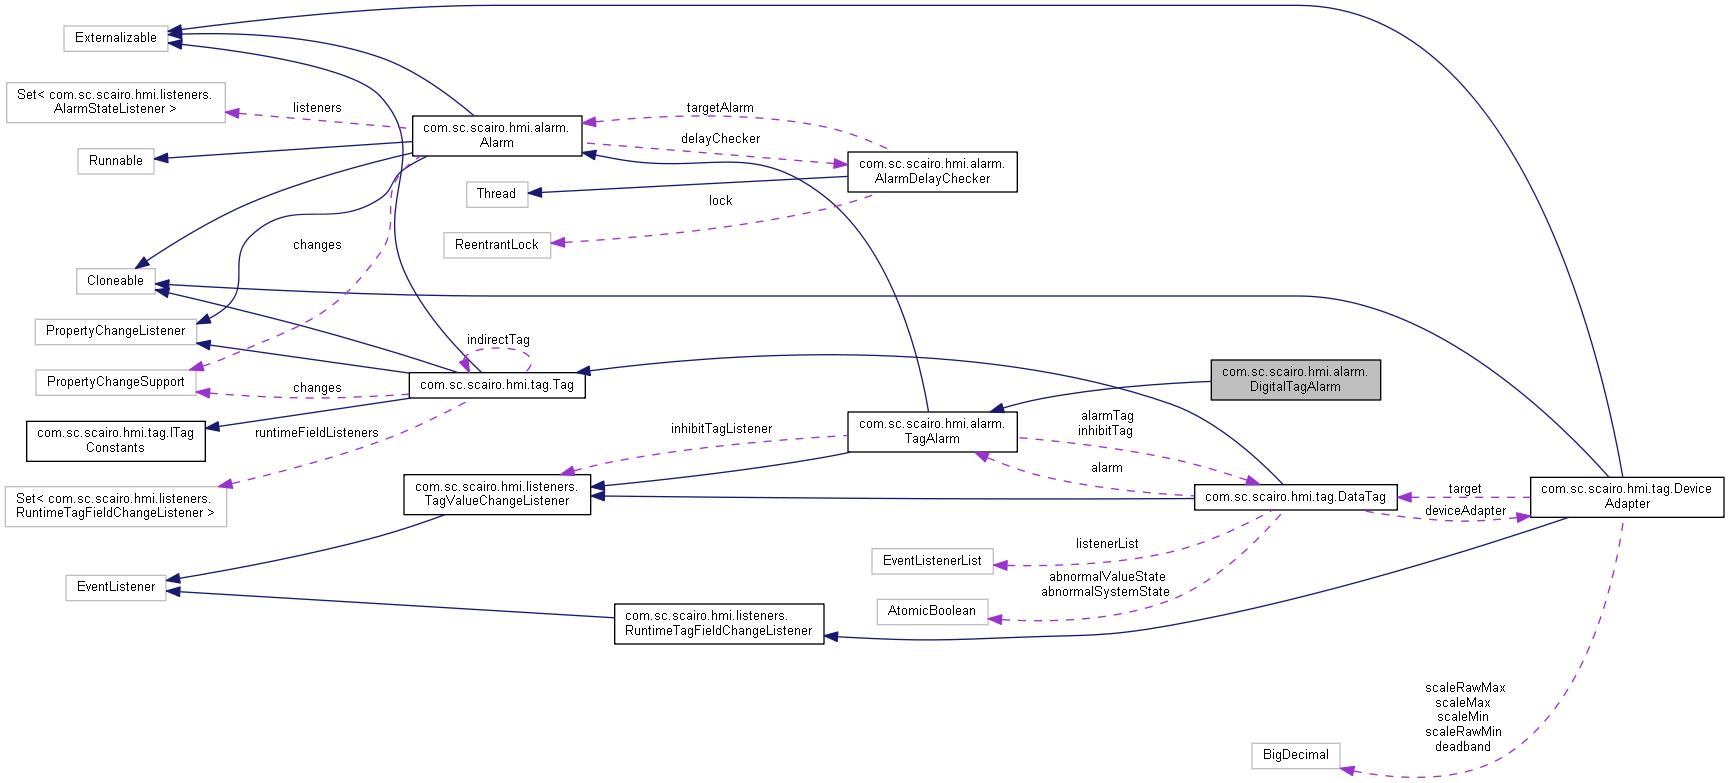 Externalizable
Set< com.sc.scairo.hmi.listeners.
AlarmStateListener >
listeners
targetAlarm
com.sc.scairo.hmi.alarm.
Alarm
delayChecker
Runnable
com.sc.scairo.hmi.alarm.
AlarmDelayChecker
Thread
lock
ReentrantLock
changes
Cloneable
PropertyChangeListener
indirectTag
PropertyChangeSupport
changes
com.sc.scairo.hmi.tag.Tag
com.sc.scairo.hmi.alarm.
DigitalTagAlarm
com.sc.scairo.hmi.tag.ITag
Constants
runtimeFieldListeners
inhibitTagListener
com.sc.scairo.hmi.alarm.
TagAlarm
alarmTag
inhibitTag
alarm
Set< com.sc.scairo.hmi.listeners.
RuntimeTagFieldChangeListener >
com.sc.scairo.hmi.listeners.
TagValueChangeListener
com.sc.scairo.hmi.tag.DataTag
target
deviceAdapter
com.sc.scairo.hmi.tag.Device
Adapter
EventListener
EventListenerList
listenerList
abnormalValueState
abnormalSystemState
AtomicBoolean
com.sc.scairo.hmi.listeners.
RuntimeTagFieldChangeListener
scaleRawMax
scaleMax
scaleMin
scaleRawMin
deadband
BigDecimal